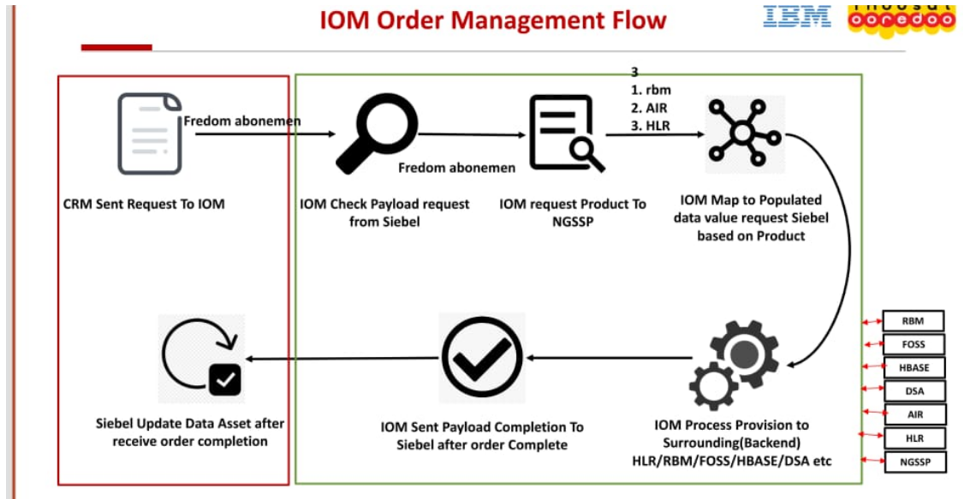 IOM Order Management Flow
IBM
ooredoo
3
1. rbm
2. AIR
3. HLR
Fredom abonemen
Fredom abonemen
CRM Sent Request To IOM
IOM Check Payload request
from Siebel
IOM request Product To
NGSSP
IOM Map to Populated
data value request Siebel
based on Product
RBM
FOSS
HBASE
DSA
AIR
HLR
NGSSP
Siebel Update Data Asset after
receive order completion
IOM Sent Payload Completion To
Siebel after order Complete
IOM Process Provision to
Surrounding(Backend)
HLR/RBM/FOSS/HBASE/DSA etc